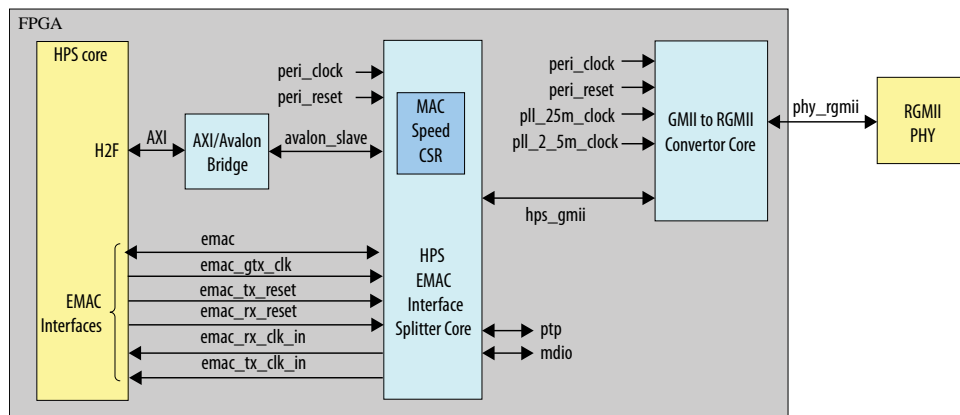 FPGA
HPS core
H2F
AXI
AXI/Avalon
Bridge
avalon_slave
peri_clock
peri_reset
MAC
Speed
CSR
HPS
EMAC
Interface
Splitter Core
EMAC
Interfaces
emac
emac_gtx_clk
emac_tx_reset
emac_rx_reset
emac_rx_clk_in
emac_tx_clk_in
ptp
mdio
hps_gmii
peri_clock
peri_reset
pll_25m_clock
pll_2_5m_clock
GMII to RGMII
Convertor Core
phy_rgmii
RGMII
PHY